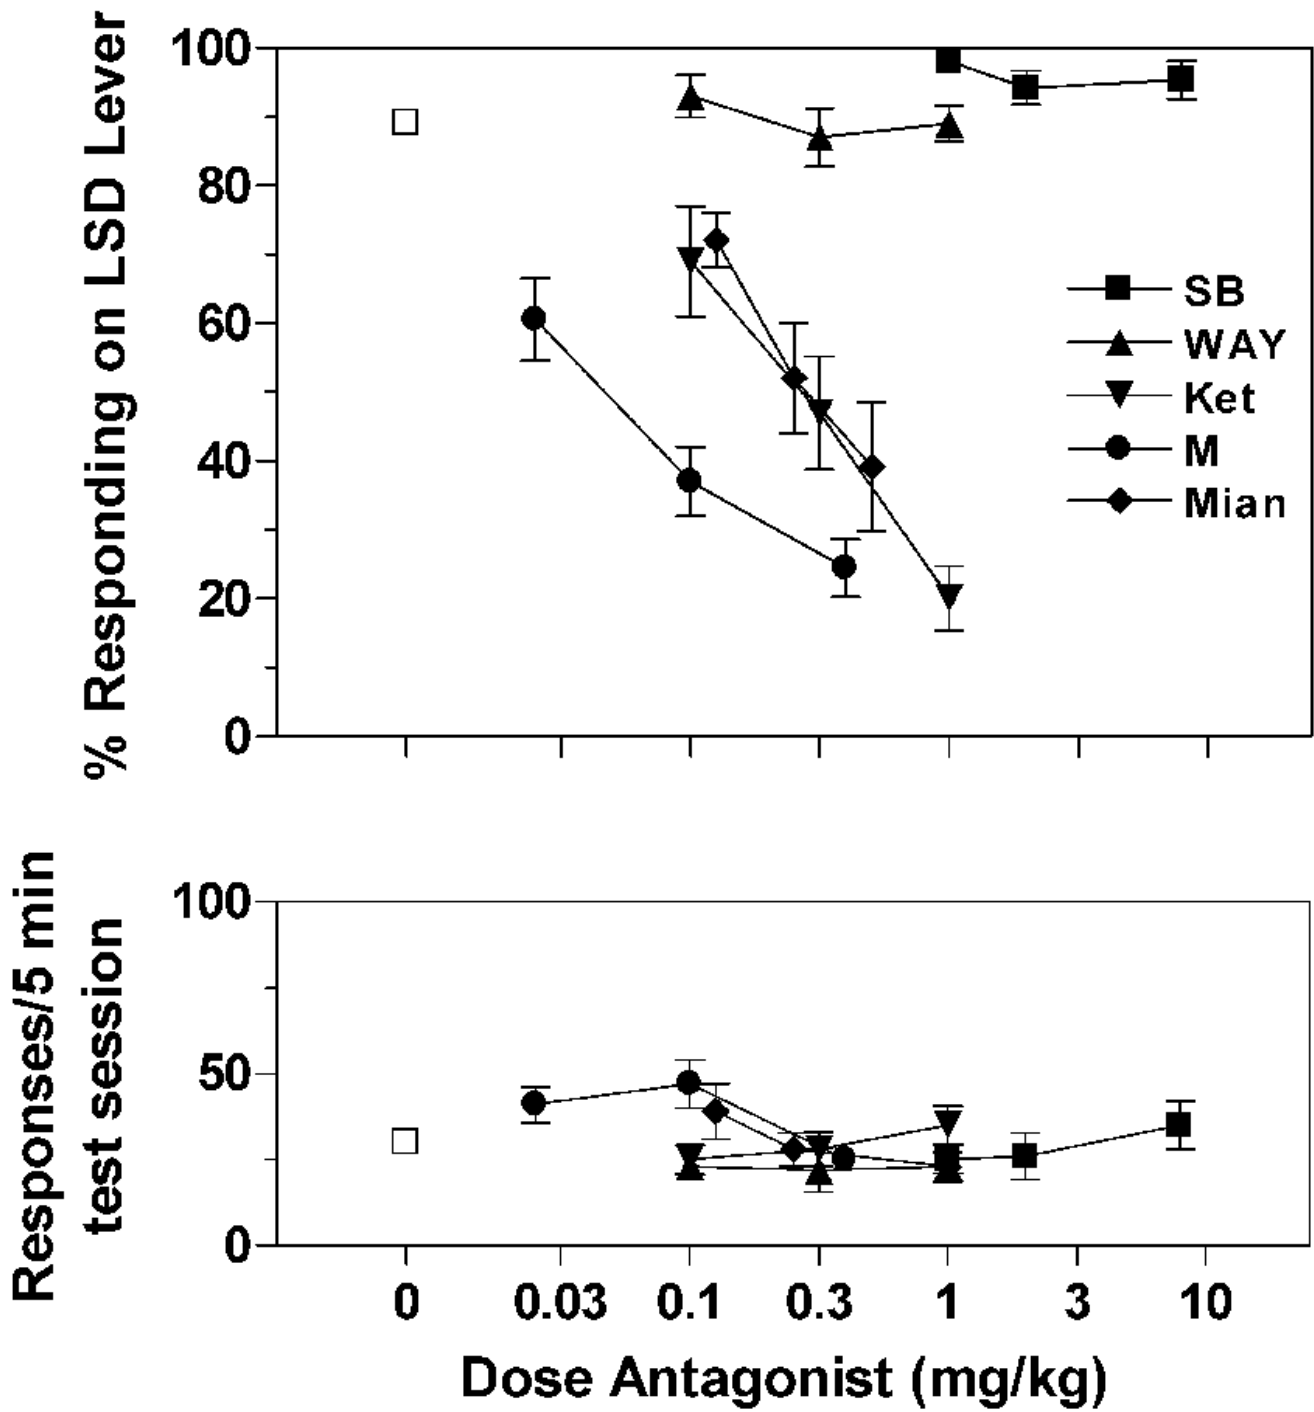 % Responding on LSD Lever
100
80
60
40
20
0
SB
WAY
Ket
M
Mian
Responses/5 min
test session
100
50
0
0 0.03 0.1 0.3 1 3 10
Dose Antagonist (mg/kg)